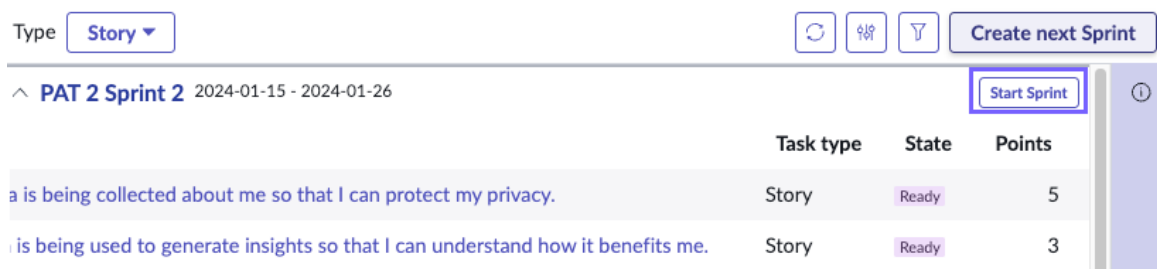 Type Story Create next Sprint
PAT 2 Sprint 2 2024-01-15 - 2024-01-26 Start Sprint
Task type State Points
a is being collected about me so that I can protect my privacy. Story Ready 5
is being used to generate insights so that I can understand how it benefits me. Story Ready 3